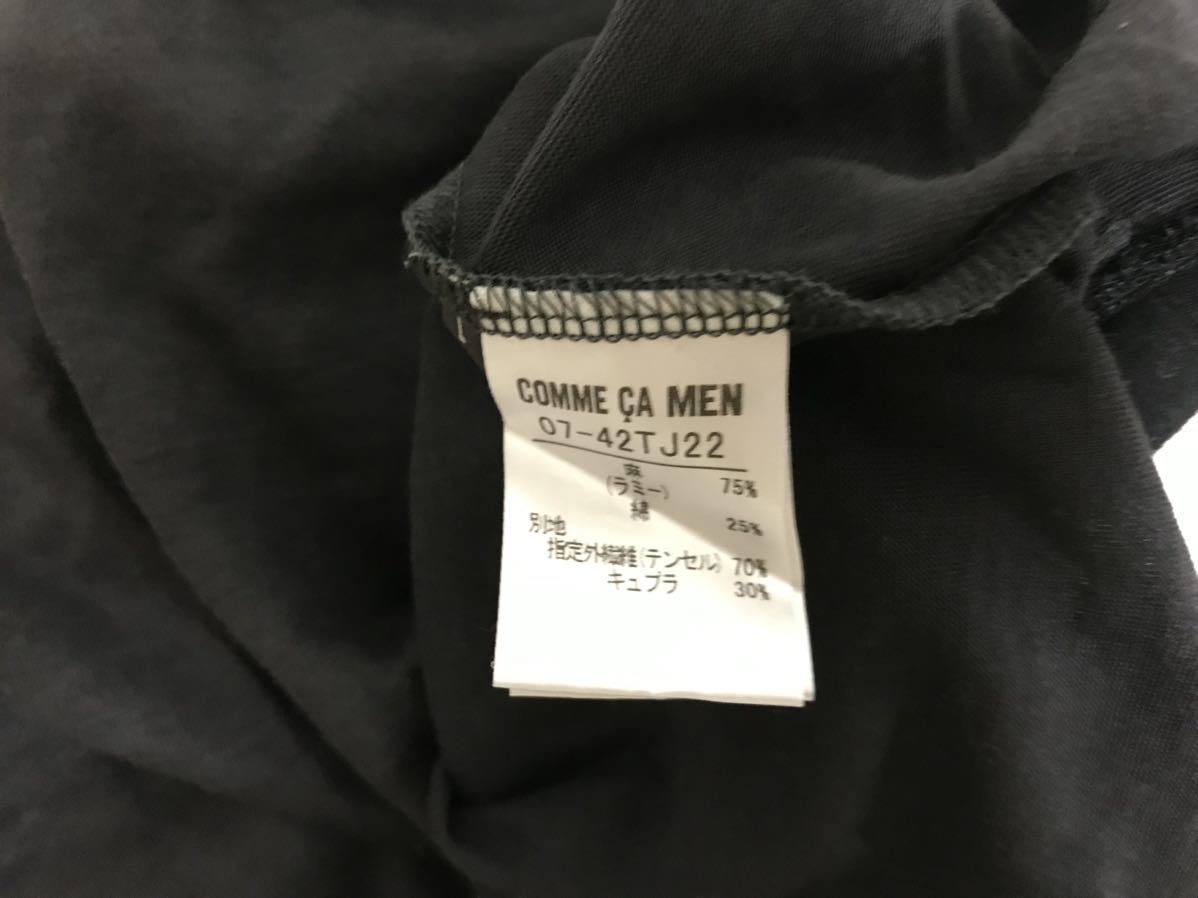 COMME ÇA MEN
07-42TJ22
麻
(ラミー) 75%
綿 25%
別地
指定外繊維(テンセル) 70%
キュプラ 30%